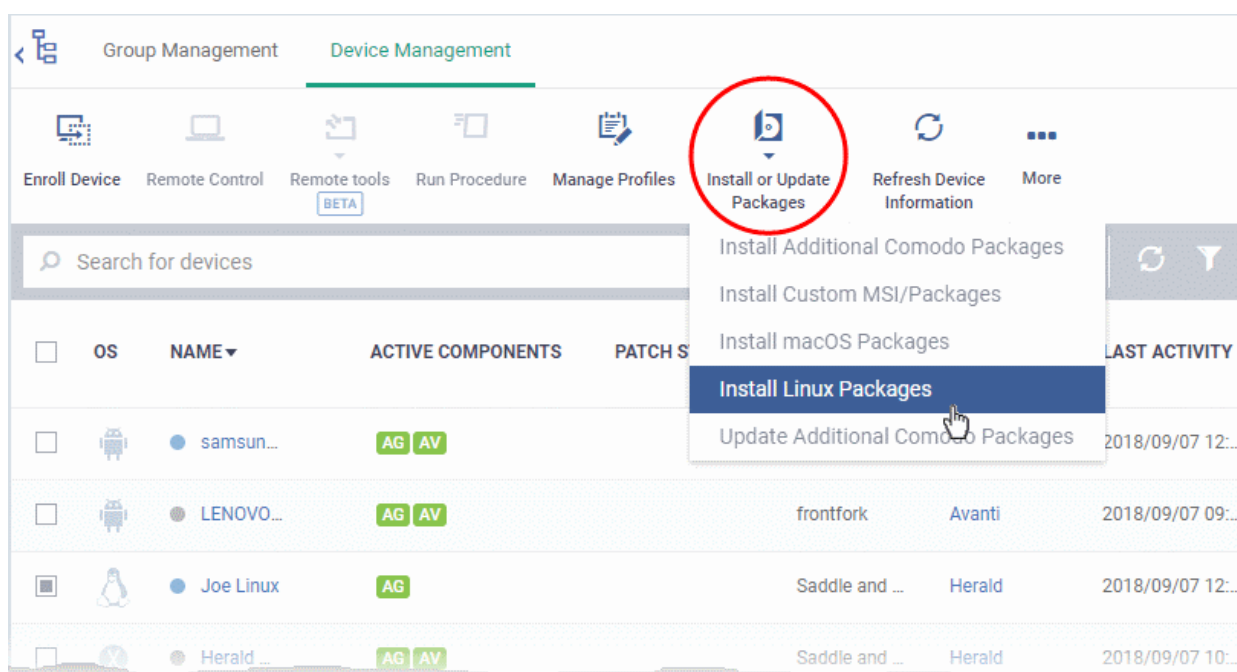 Group Management Device Management
Enroll Device Remote Control Remote tools Run Procedure Manage Profiles Install or Update Packages Refresh Device Information More
BETA
Search for devices
Install Additional Comodo Packages
Install Custom MSI/Packages
Install macOS Packages
Install Linux Packages
Update Additional Comodo Packages
OS NAME ACTIVE COMPONENTS PATCH S LAST ACTIVITY
samsun... AG AV 2018/09/07 12:...
LENOVO... AG AV frontfork Avanti 2018/09/07 09:...
Joe Linux AG Saddle and ... Herald 2018/09/07 12:...
Herald ... AG AV Saddle and ... Herald 2018/09/07 10:...